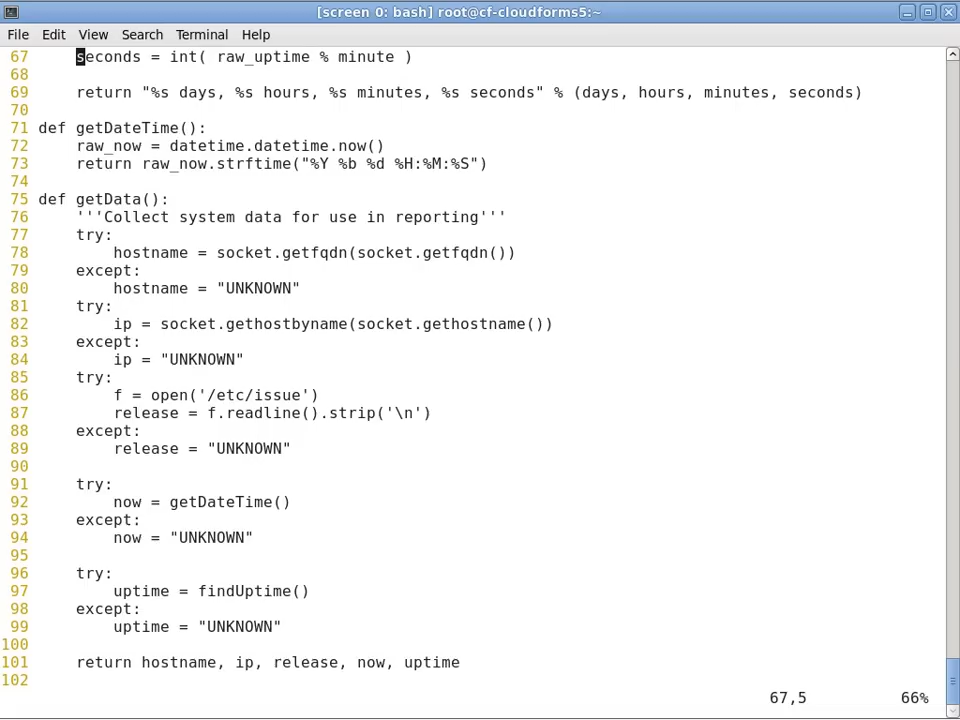 [screen 0: bash] root@cf-cloudforms5:~
File Edit View Search Terminal Help
67     seconds = int( raw_uptime % minute )
68
69     return "%s days, %s hours, %s minutes, %s seconds" % (days, hours, minutes, seconds)
70
71 def getDateTime():
72     raw_now = datetime.datetime.now()
73     return raw_now.strftime("%Y %b %d %H:%M:%S")
74
75 def getData():
76     '''Collect system data for use in reporting'''
77     try:
78         hostname = socket.getfqdn(socket.getfqdn())
79     except:
80         hostname = "UNKNOWN"
81     try:
82         ip = socket.gethostbyname(socket.gethostname())
83     except:
84         ip = "UNKNOWN"
85     try:
86         f = open('/etc/issue')
87         release = f.readline().strip('\n')
88     except:
89         release = "UNKNOWN"
90
91     try:
92         now = getDateTime()
93     except:
94         now = "UNKNOWN"
95
96     try:
97         uptime = findUptime()
98     except:
99         uptime = "UNKNOWN"
100
101     return hostname, ip, release, now, uptime
102
67,5 66%